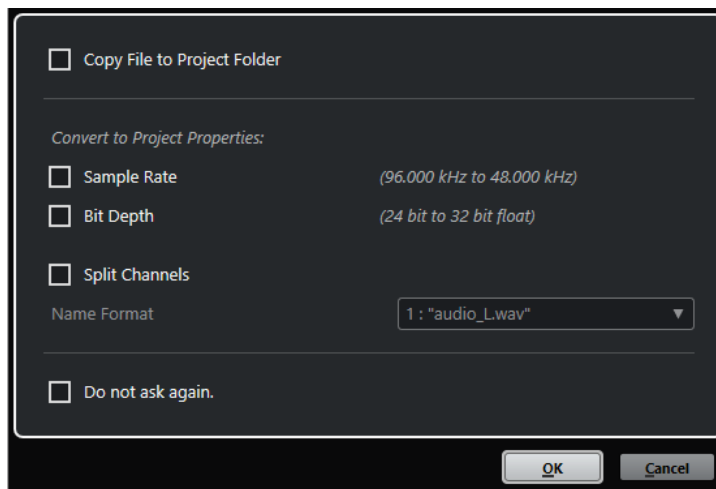 Copy File to Project Folder
Convert to Project Properties:
Sample Rate (96.000 kHz to 48.000 kHz)
Bit Depth (24 bit to 32 bit float)
Split Channels
Name Format 1 : "audio_L.wav"
Do not ask again.
OK Cancel